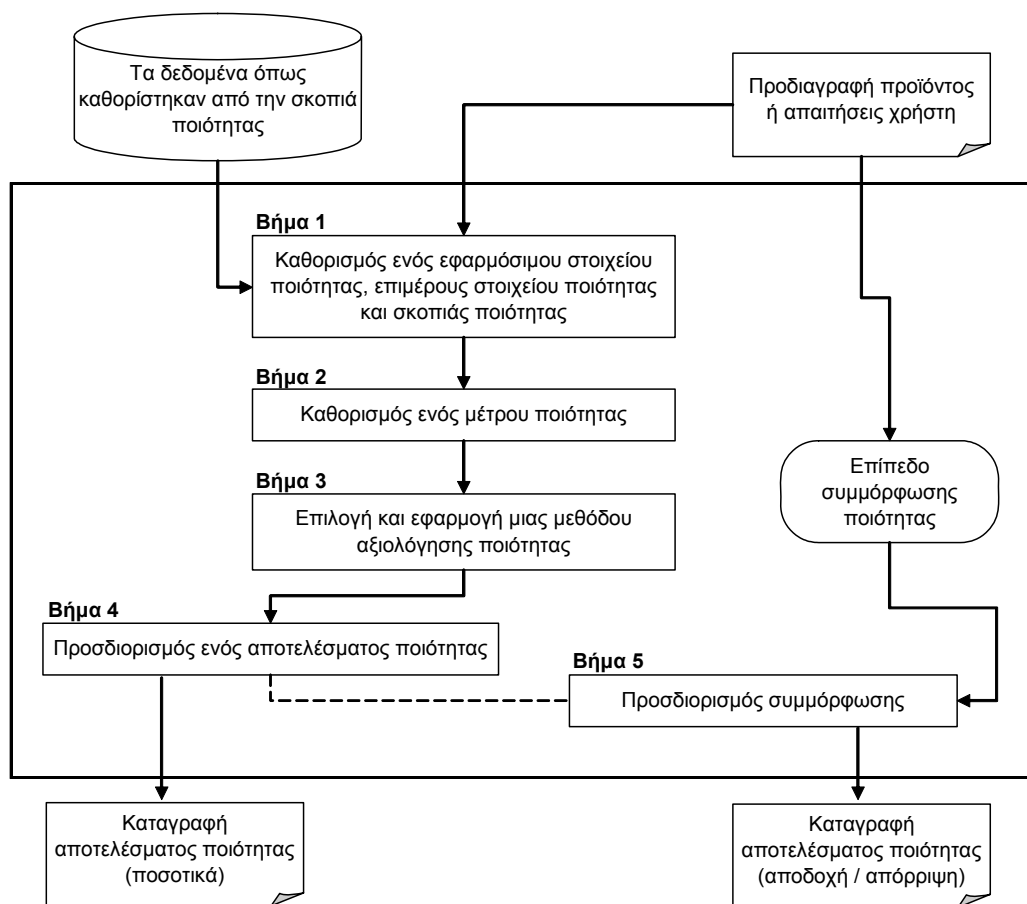 Τα δεδομένα όπως
καθορίστηκαν από την σκοπιά
ποιότητας
Προδιαγραφή προϊόντος
ή απαιτήσεις χρήστη
Βήμα 1
Καθορισμός ενός εφαρμόσιμου στοιχείου
ποιότητας, επιμέρους στοιχείου ποιότητας
και σκοπιάς ποιότητας
Βήμα 2
Καθορισμός ενός μέτρου ποιότητας
Βήμα 3
Επιλογή και εφαρμογή μιας μεθόδου
αξιολόγησης ποιότητας
Επίπεδο
συμμόρφωσης
ποιότητας
Βήμα 4
Προσδιορισμός ενός αποτελέσματος ποιότητας
Βήμα 5
Προσδιορισμός συμμόρφωσης
Καταγραφή
αποτελέσματος ποιότητας
(ποσοτικά)
Καταγραφή
αποτελέσματος ποιότητας
(αποδοχή / απόρριψη)